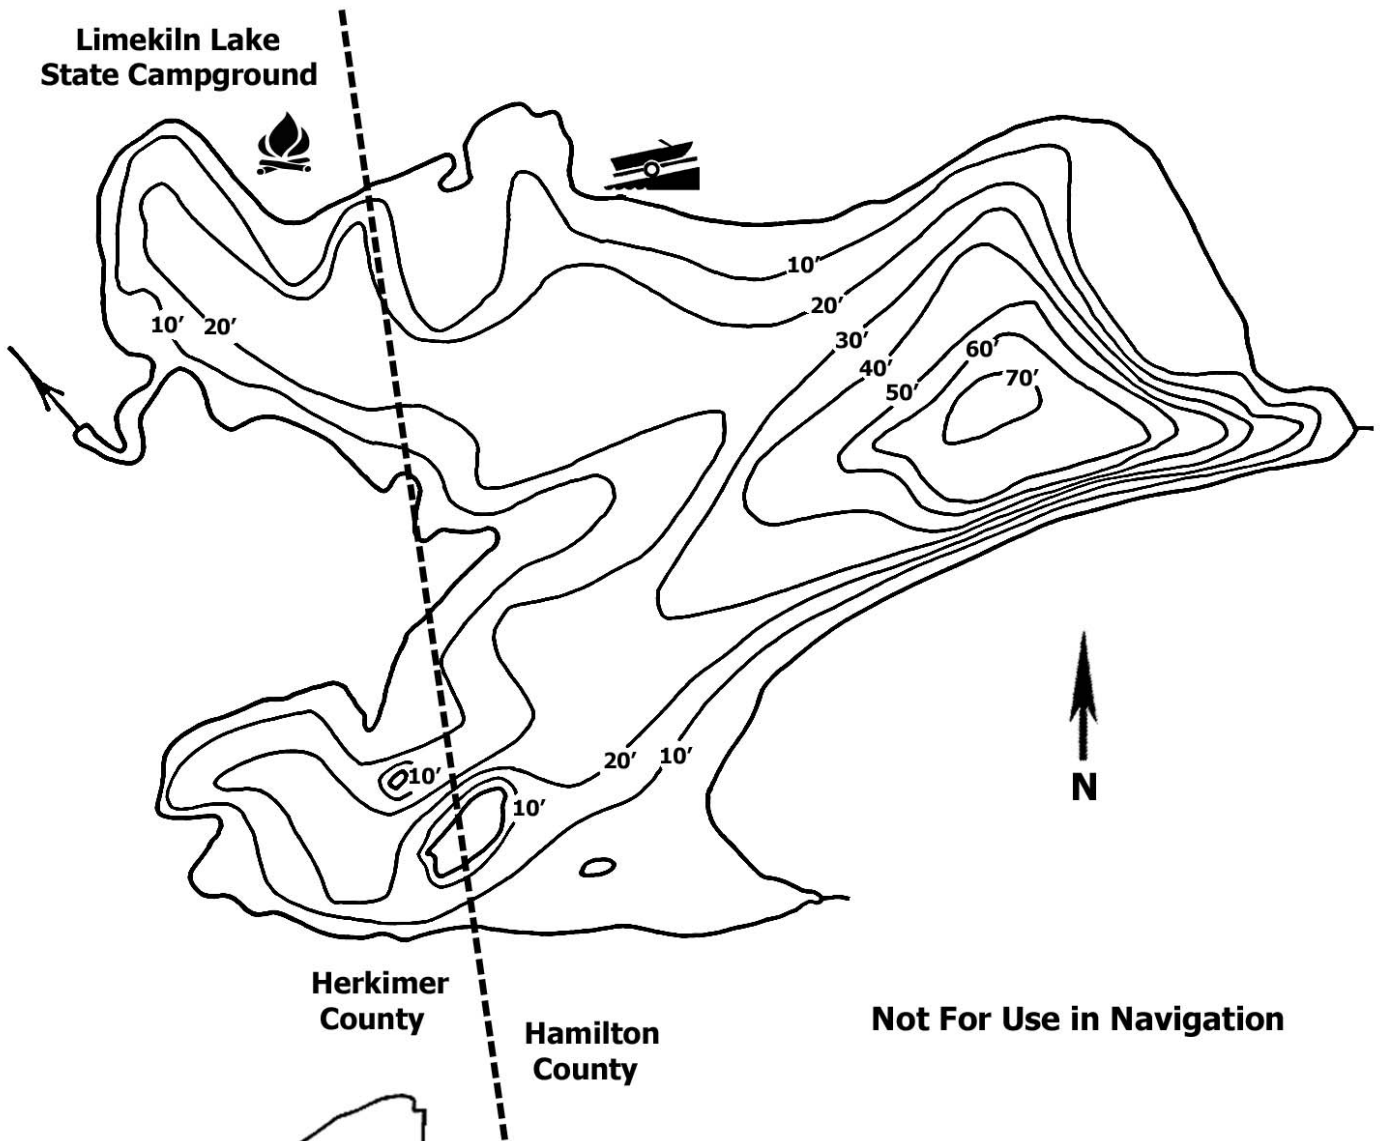 Limekiln Lake
State Campground
10′
20′
30′
40′
50′
60′
70′
10′ 20′
20′ 10′
10′
10′
N
Herkimer
County
Hamilton
County
Not For Use in Navigation